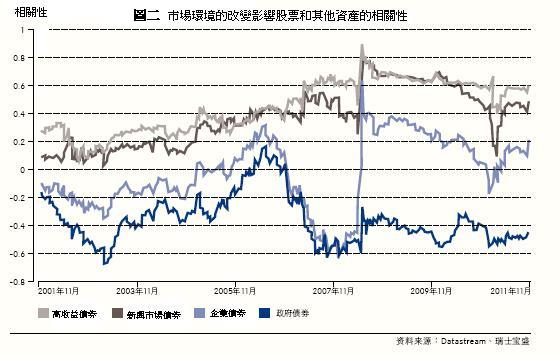 相關性
圖二 市場環境的改變影響股票和其他資產的相關性
1
0.8
0.6
0.4
0.2
0
-0.2
-0.4
-0.6
-0.8
2001年11月 2003年11月 2005年11月 2007年11月 2009年11月 2011年11月
高收益債券 新興市場債券 企業債券 政府債券
資料來源：Datastream、瑞士寶盛